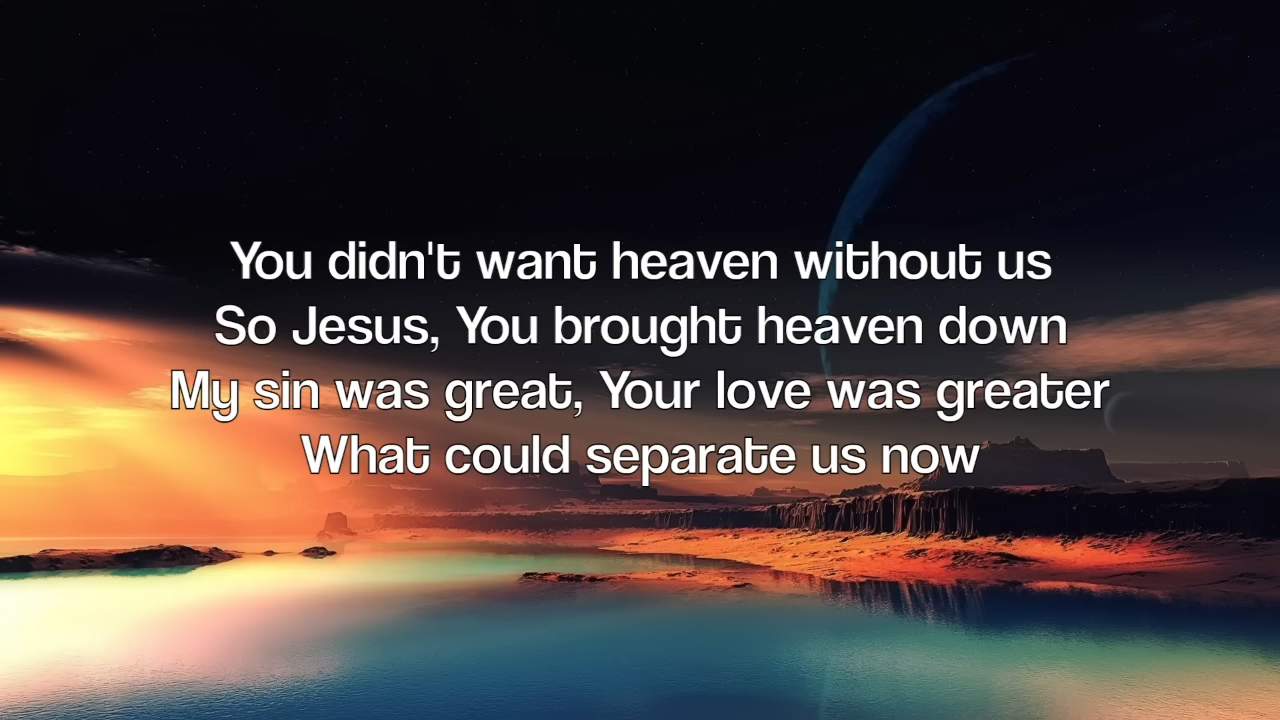 You didn't want heaven without us
So Jesus, You brought heaven down
My sin was great, Your love was greater
What could separate us now